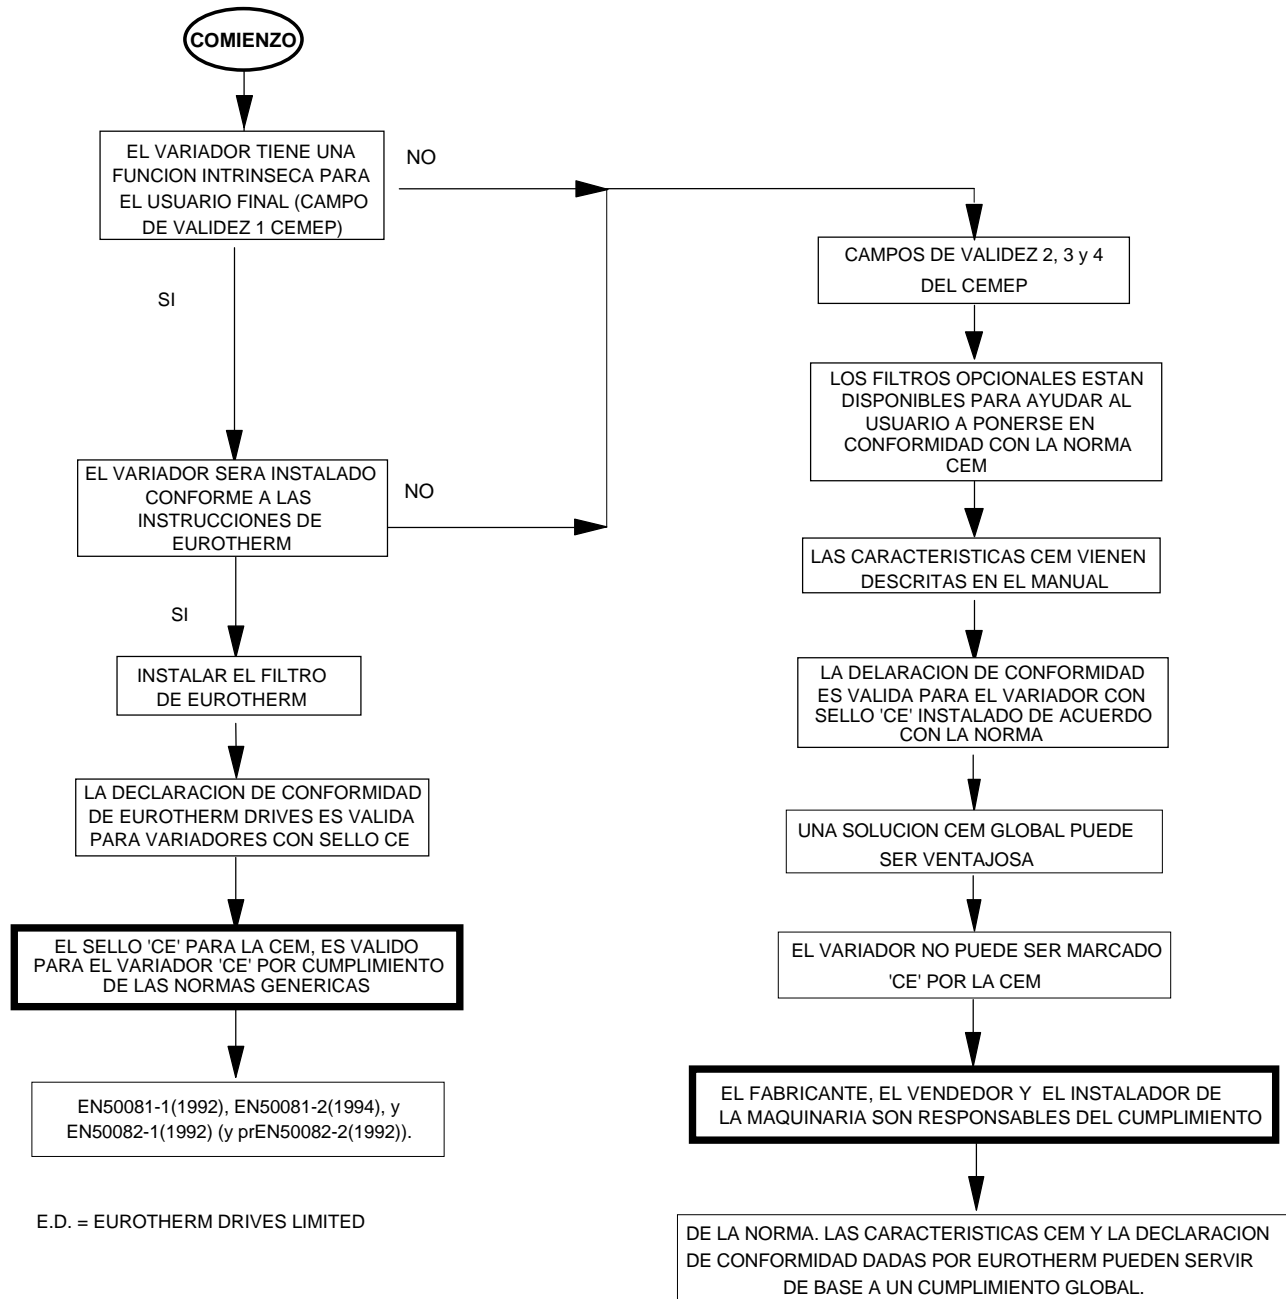 COMIENZO
EL VARIADOR TIENE UNA
FUNCION INTRINSECA PARA
EL USUARIO FINAL (CAMPO
DE VALIDEZ 1 CEMEP)
NO
SI
EL VARIADOR SERA INSTALADO
CONFORME A LAS
INSTRUCCIONES DE
EUROTHERM
NO
SI
INSTALAR EL FILTRO
DE EUROTHERM
LA DECLARACION DE CONFORMIDAD
DE EUROTHERM DRIVES ES VALIDA
PARA VARIADORES CON SELLO CE
EL SELLO 'CE' PARA LA CEM, ES VALIDO
PARA EL VARIADOR 'CE' POR CUMPLIMIENTO
DE LAS NORMAS GENERICAS
EN50081-1(1992), EN50081-2(1994), y
EN50082-1(1992) (y prEN50082-2(1992)).
E.D. = EUROTHERM DRIVES LIMITED
CAMPOS DE VALIDEZ 2, 3 y 4
DEL CEMEP
LOS FILTROS OPCIONALES ESTAN
DISPONIBLES PARA AYUDAR AL
USUARIO A PONERSE EN
CONFORMIDAD CON LA NORMA
CEM
LAS CARACTERISTICAS CEM VIENEN
DESCRITAS EN EL MANUAL
LA DELARACION DE CONFORMIDAD
ES VALIDA PARA EL VARIADOR CON
SELLO 'CE' INSTALADO DE ACUERDO
CON LA NORMA
UNA SOLUCION CEM GLOBAL PUEDE
SER VENTAJOSA
EL VARIADOR NO PUEDE SER MARCADO
'CE' POR LA CEM
EL FABRICANTE, EL VENDEDOR Y EL INSTALADOR DE
LA MAQUINARIA SON RESPONSABLES DEL CUMPLIMIENTO
DE LA NORMA. LAS CARACTERISTICAS CEM Y LA DECLARACION
DE CONFORMIDAD DADAS POR EUROTHERM PUEDEN SERVIR
DE BASE A UN CUMPLIMIENTO GLOBAL.